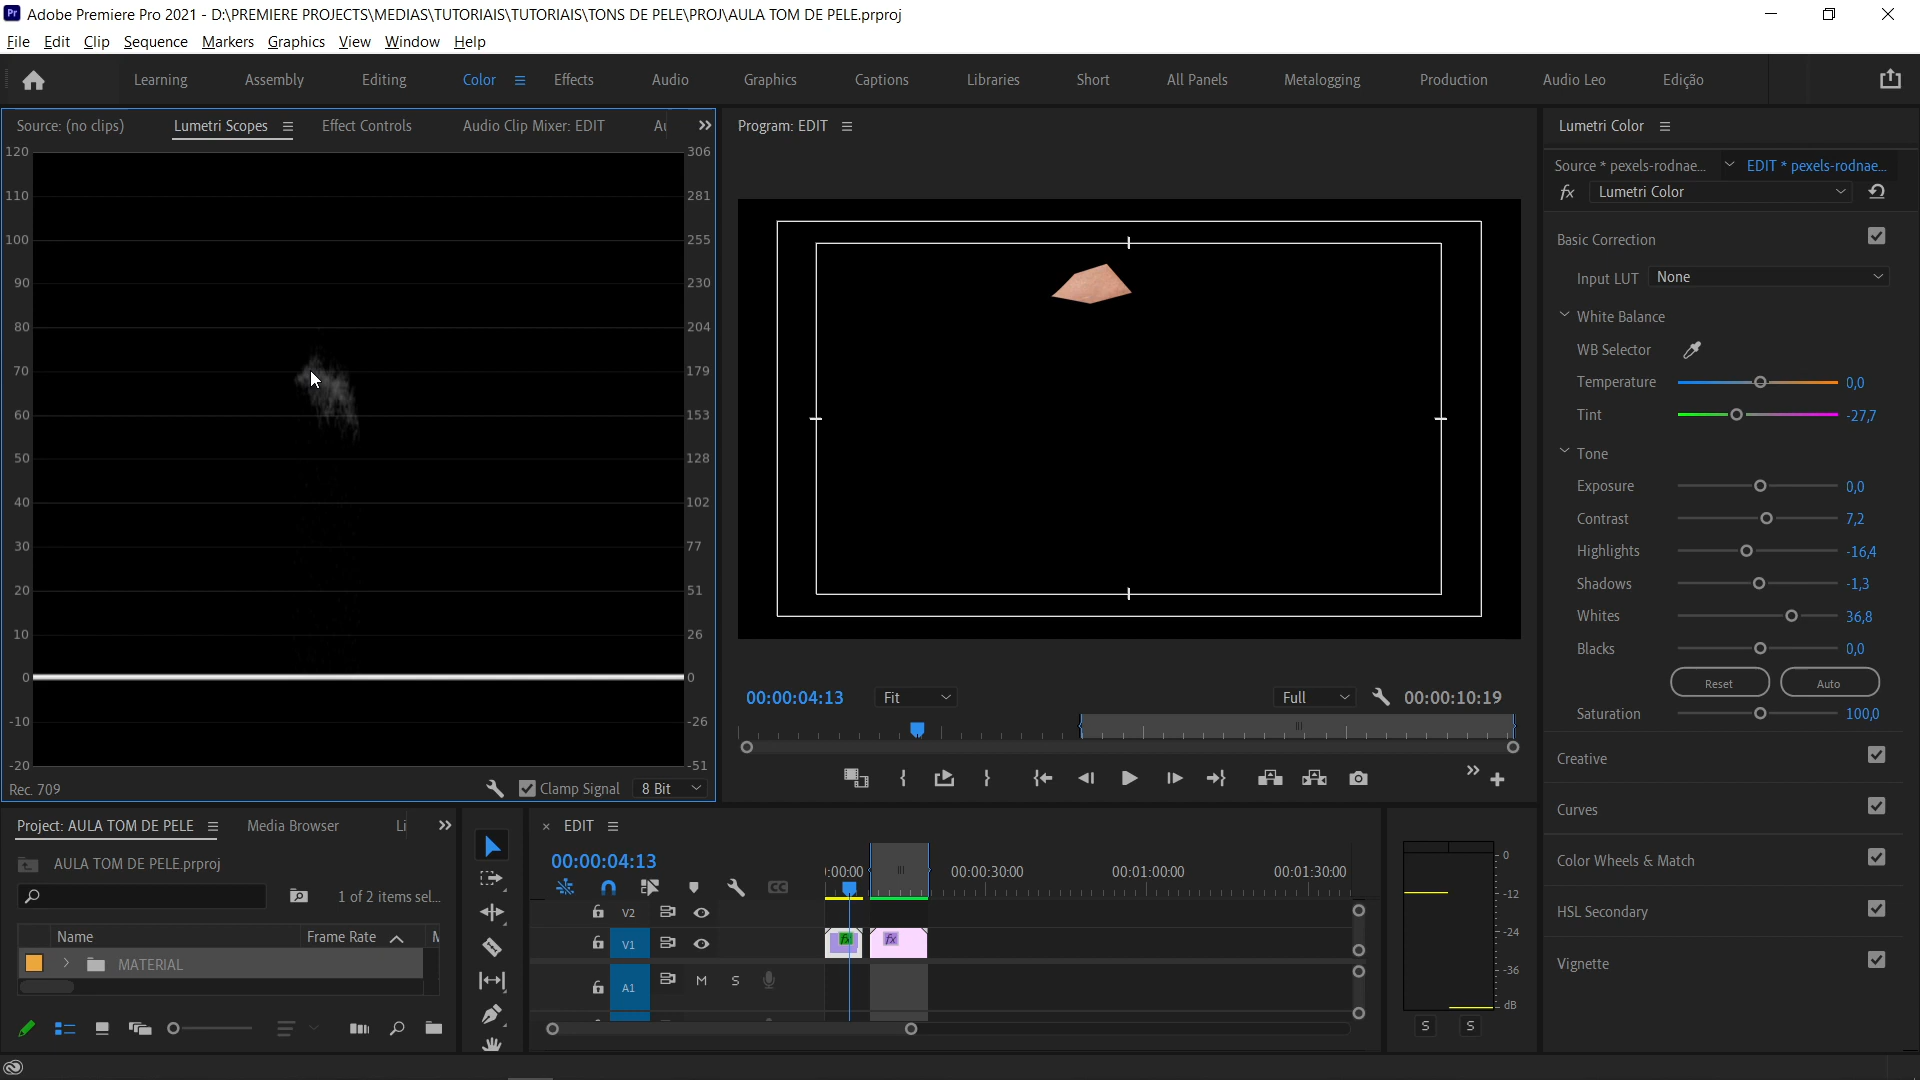 Adobe Premiere Pro 2021 - D:\PREMIERE PROJECTS\MEDIAS\TUTORIAIS\TUTORIAIS\TONS DE PELE\PROJ\AULA TOM DE PELE.prproj
File Edit Clip Sequence Markers Graphics View Window Help
Learning Assembly Editing Color Effects Audio Graphics Captions Libraries Short All Panels Metalogging Production Audio Leo Edição
Source: (no clips) Lumetri Scopes Effect Controls Audio Clip Mixer: EDIT Au
120 306
110 281
100 255
90 230
80 204
70 179
60 153
50 128
40 102
30 77
20 51
10 26
0 0
-10 -26
-20 -51
Rec. 709 Clamp Signal 8 Bit
Program: EDIT
00:00:04:13 Fit Full 00:00:10:19
Lumetri Color
Source * pexels-rodnae... EDIT * pexels-rodnae...
fx Lumetri Color
Basic Correction
Input LUT None
White Balance
WB Selector
Temperature 0,0
Tint -27,7
Tone
Exposure 0,0
Contrast 7,2
Highlights -16,4
Shadows -1,3
Whites 36,8
Blacks 0,0
Reset Auto
Saturation 100,0
Creative
Curves
Color Wheels & Match
HSL Secondary
Vignette
Project: AULA TOM DE PELE Media Browser Li
AULA TOM DE PELE.prproj
1 of 2 items sel...
Name Frame Rate M
MATERIAL
EDIT
00:00:04:13
:00:00 00:00:30:00 00:01:00:00 00:01:30:00
V2
V1 fx fx
A1 M S
0
-12
-24
-36
dB
S S